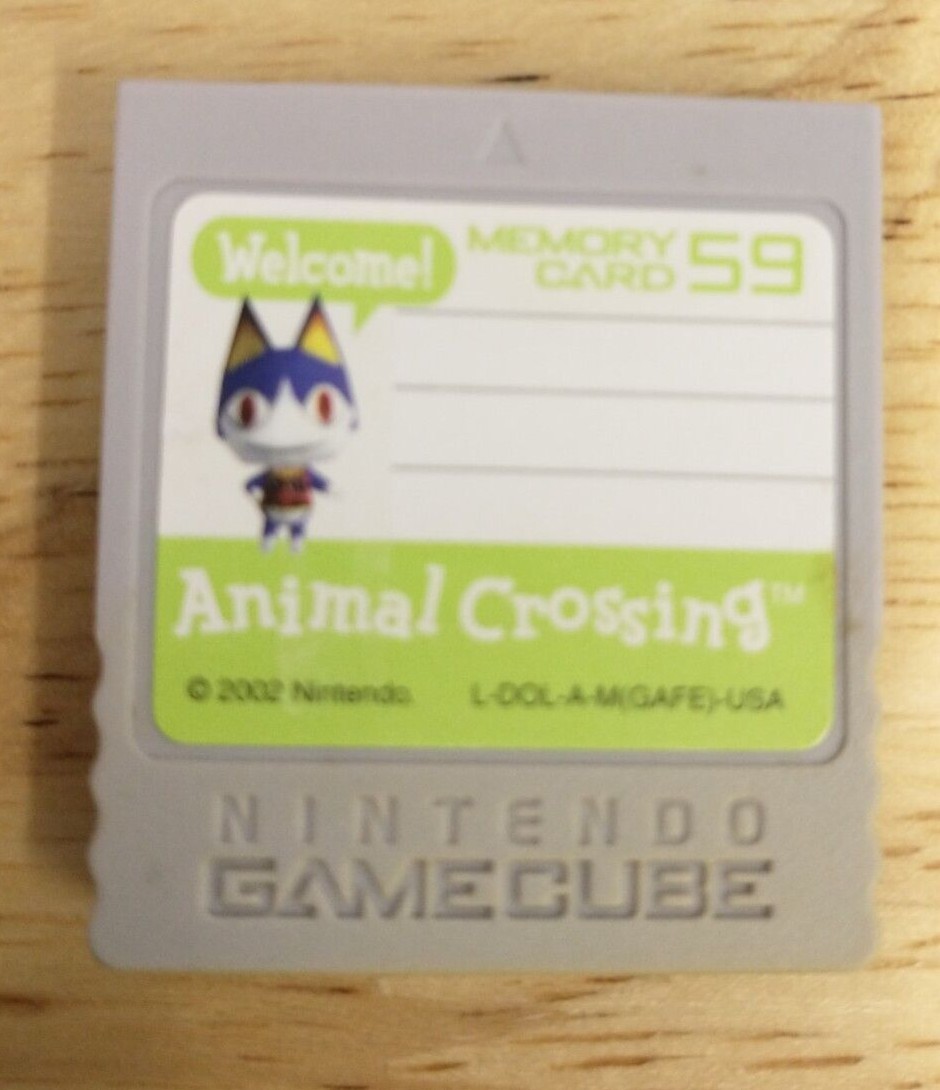 Welcome!
MEMORY
CARD 59
Animal Crossing™
© 2002 Nintendo.
L-DOL-A-M(GAFE)-USA
NINTENDO
GAMECUBE